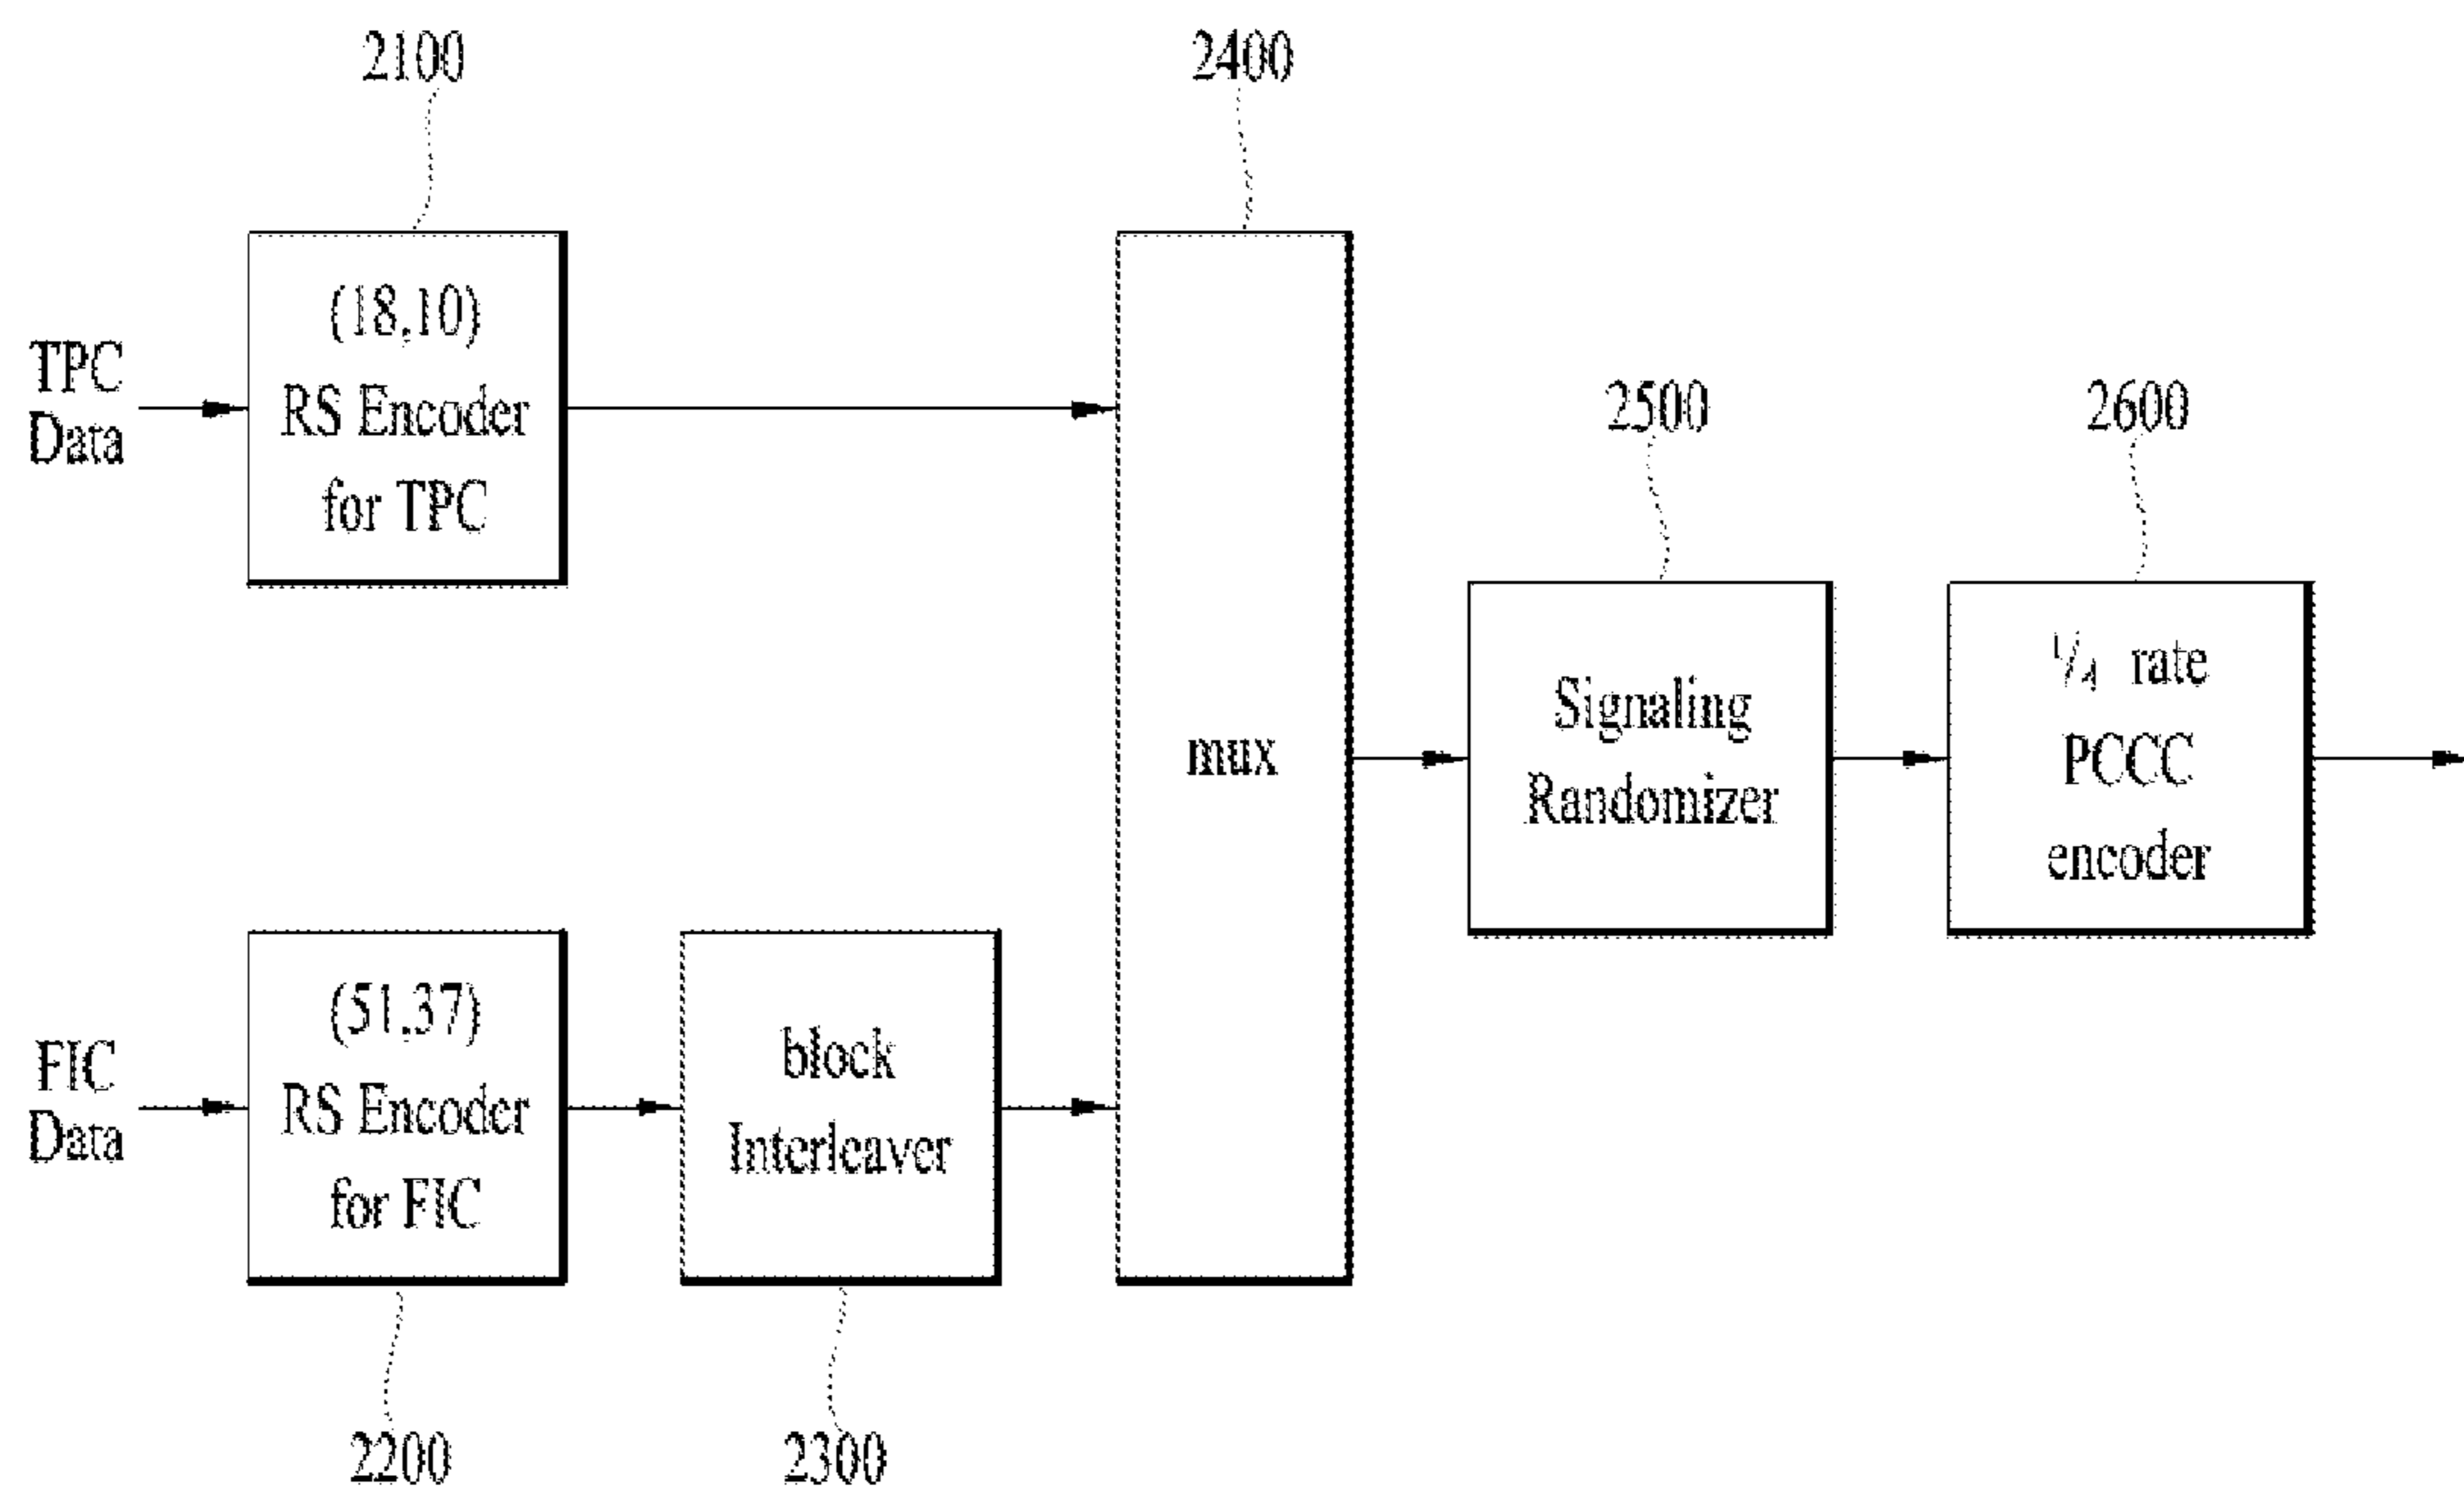 2100
2400
TPC
Data
(18,10)
RS Encoder
for TPC
2500
2600
mux
Signaling
Randomizer
1/4 rate
PCCC
encoder
FIC
Data
(51,37)
RS Encoder
for FIC
block
Interleaver
2200
2300